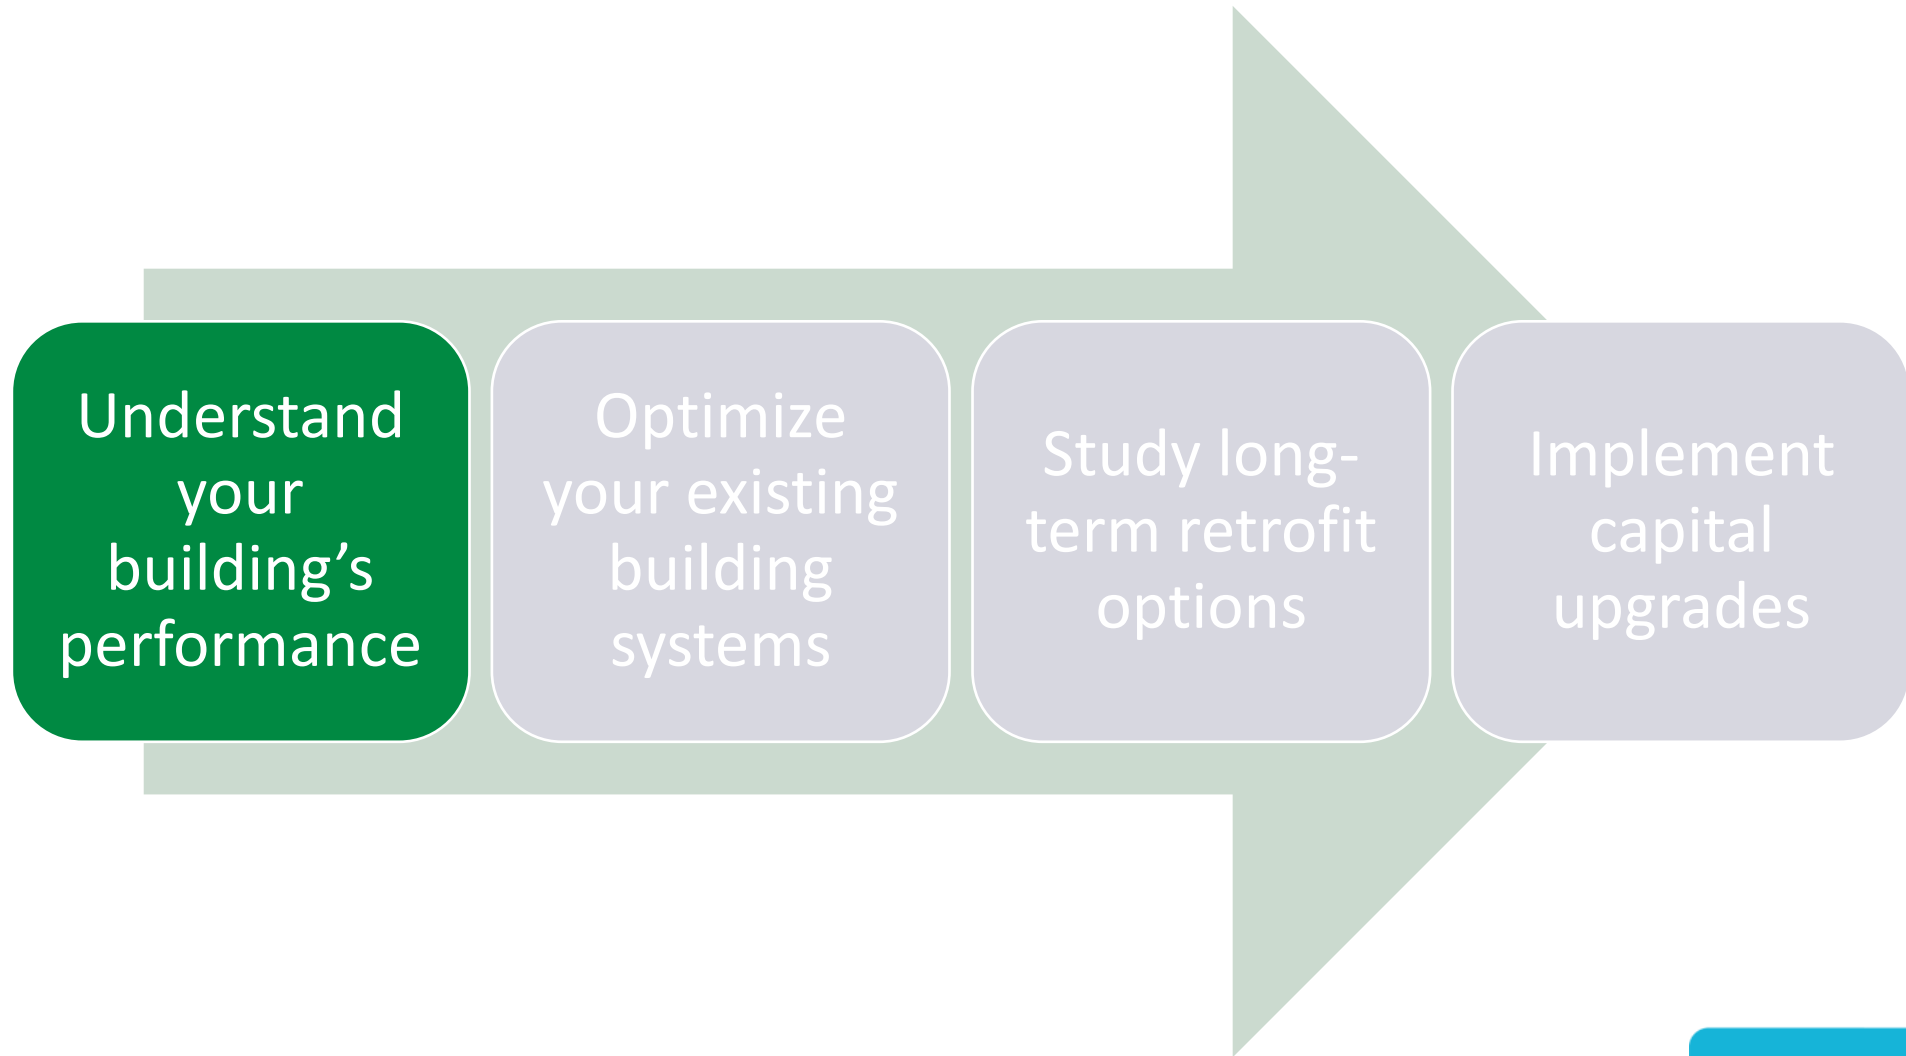 Understand
your
building’s
performance
Optimize
your existing
building
systems
Study long-
term retrofit
options
Implement
capital
upgrades